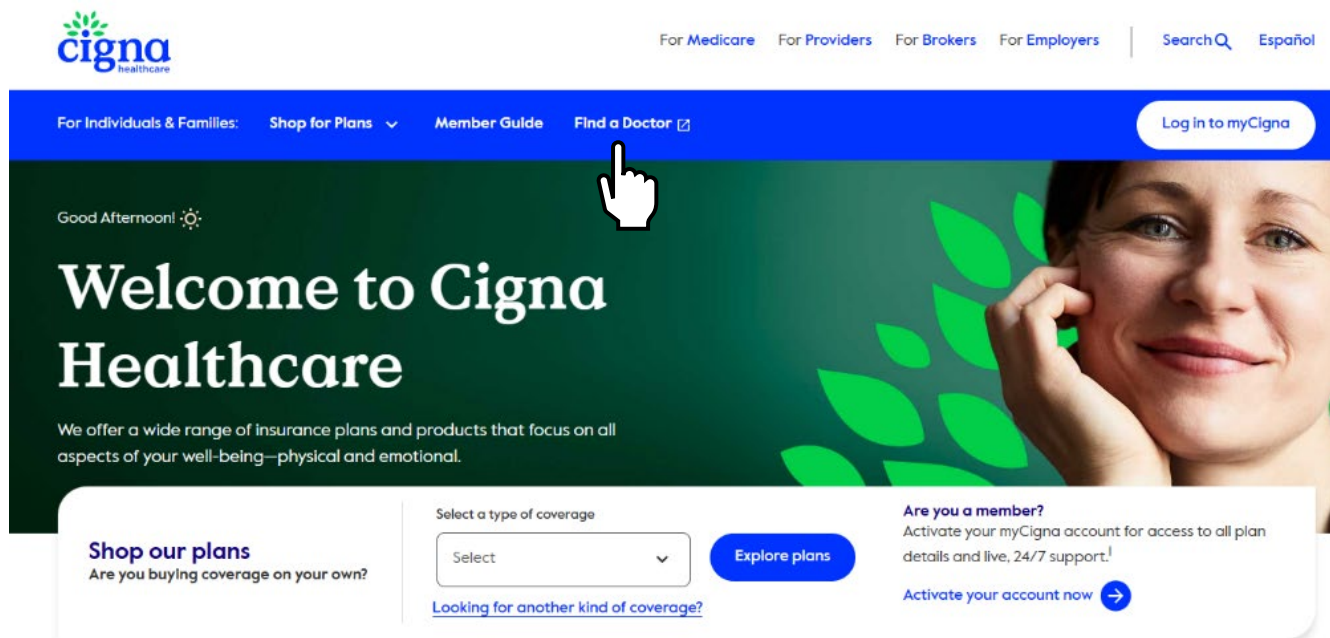 cigna
healthcare
For Medicare For Providers For Brokers For Employers Search Español
For Individuals & Families: Shop for Plans Member Guide Find a Doctor Log in to myCigna
Good Afternoon!
Welcome to Cigna
Healthcare
We offer a wide range of insurance plans and products that focus on all
aspects of your well-being—physical and emotional.
Shop our plans
Are you buying coverage on your own?
Select a type of coverage
Select
Explore plans
Looking for another kind of coverage?
Are you a member?
Activate your myCigna account for access to all plan
details and live, 24/7 support.1
Activate your account now